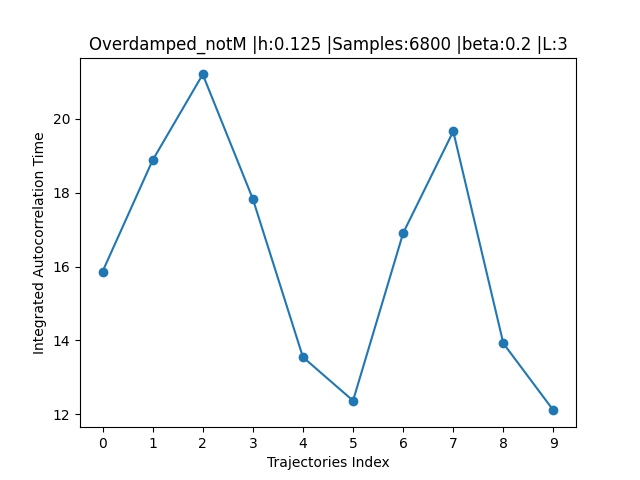 Overdamped_notM |h:0.125 |Samples:6800 |beta:0.2 |L:3
Integrated Autocorrelation Time
20
18
16
14
12
0 1 2 3 4 5 6 7 8 9
Trajectories Index